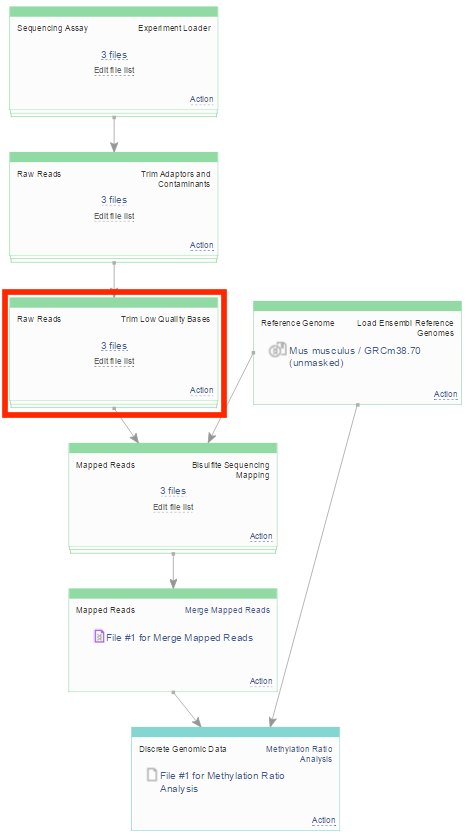 Sequencing Assay Experiment Loader
3 files
Edit file list
Action
Raw Reads Trim Adaptors and
Contaminants
3 files
Edit file list
Action
Raw Reads Trim Low Quality Bases
3 files
Edit file list
Action
Reference Genome Load Ensembl Reference
Genomes
Mus musculus / GRCm38.70
(unmasked)
Action
Mapped Reads Bisulfite Sequencing
Mapping
3 files
Edit file list
Action
Mapped Reads Merge Mapped Reads
File #1 for Merge Mapped Reads
Action
Discrete Genomic Data Methylation Ratio
Analysis
File #1 for Methylation Ratio
Analysis
Action